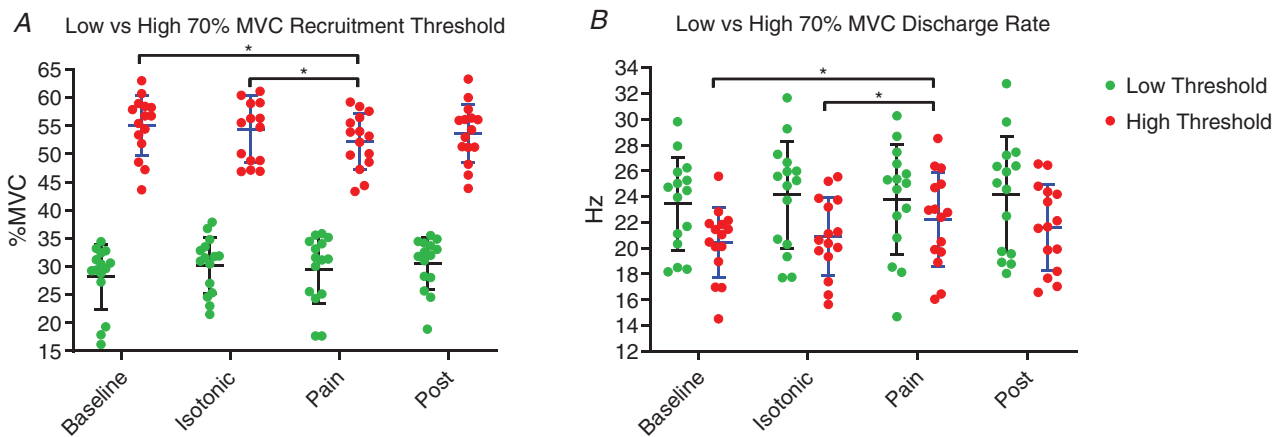 A
Low vs High 70% MVC Recruitment Threshold
*
*
%MVC
65
60
55
50
45
40
35
30
25
20
15
Baseline
Isotonic
Pain
Post
B
Low vs High 70% MVC Discharge Rate
*
*
Hz
34
32
30
28
26
24
22
20
18
16
14
12
Baseline
Isotonic
Pain
Post
Low Threshold
High Threshold